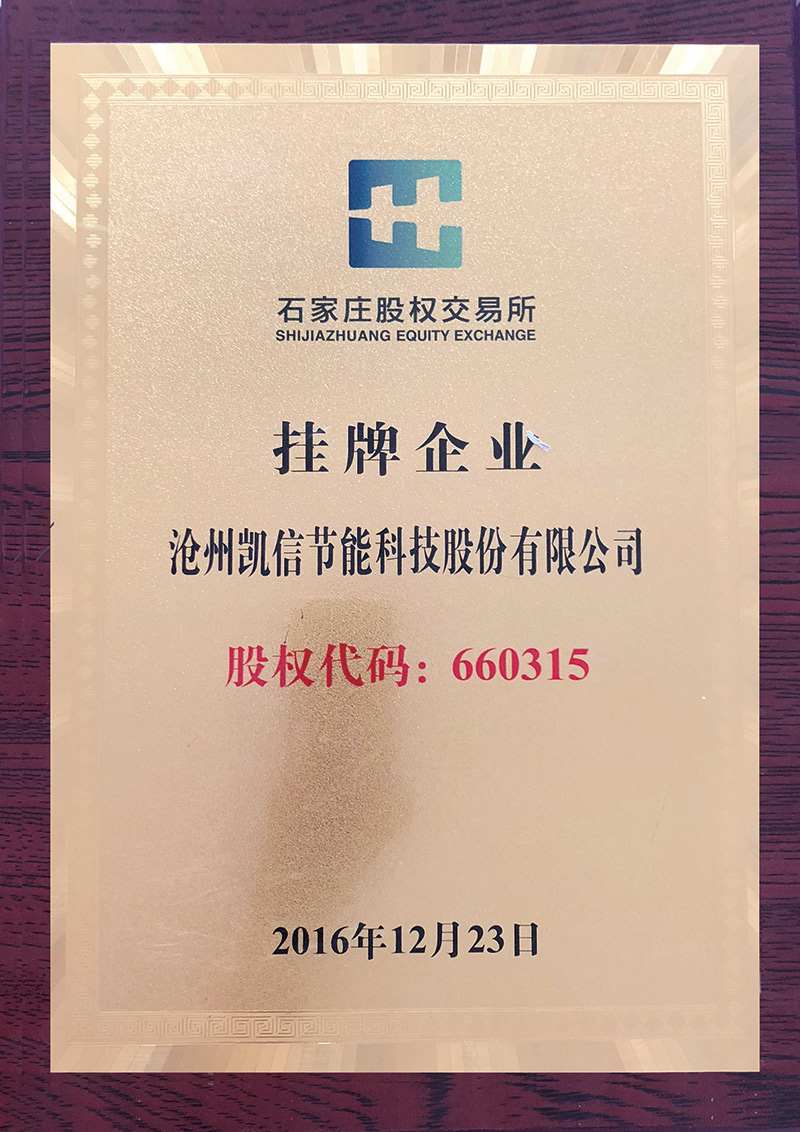 石家庄股权交易所
SHIJIAZHUANG EQUITY EXCHANGE
挂牌企业
沧州凯信节能科技股份有限公司
股权代码：660315
2016年12月23日